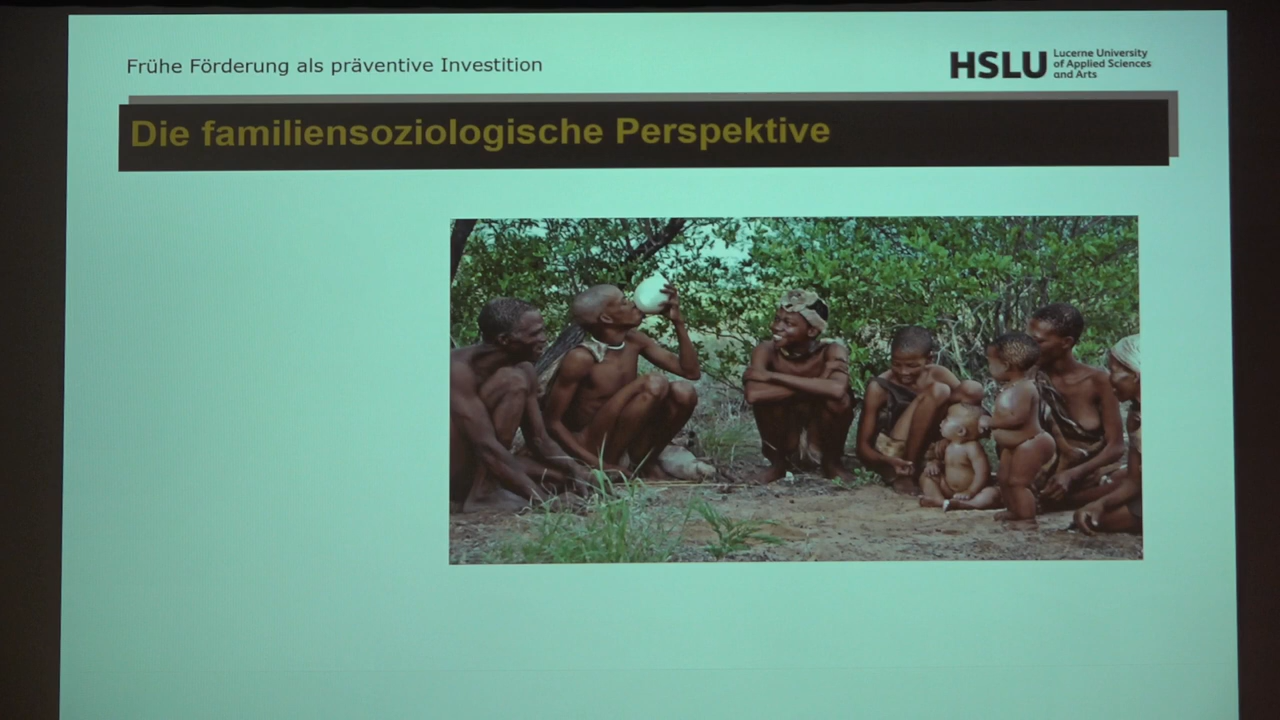 Frühe Förderung als präventive Investition
HSLU Lucerne University
of Applied Sciences
and Arts
Die familiensoziologische Perspektive